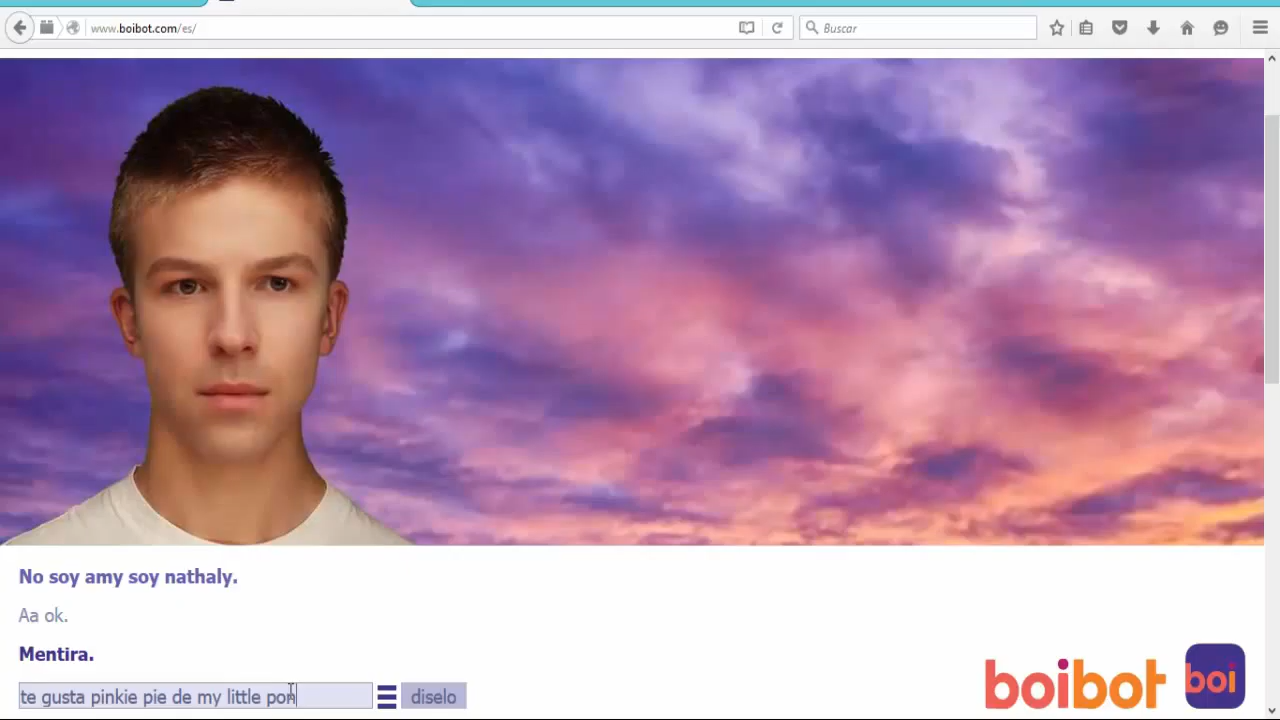 www.boibot.com/es/
Buscar
No soy amy soy nathaly.
Aa ok.
Mentira.
te gusta pinkie pie de my little pon
diselo
boibot
boi